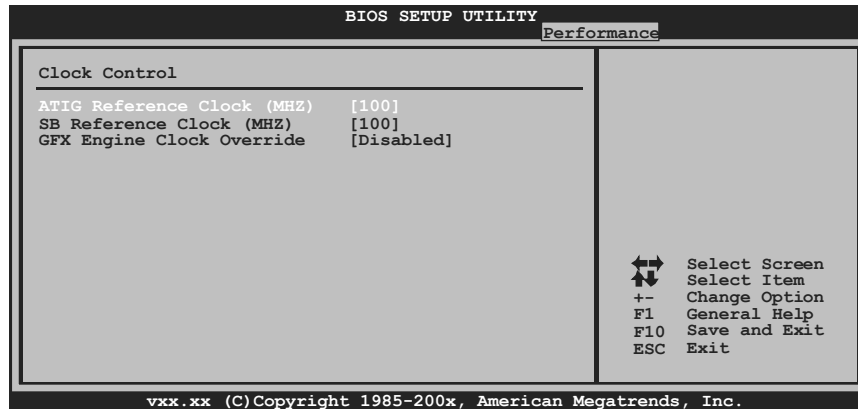 BIOS SETUP UTILITY
Performance
Clock Control
ATIG Reference Clock (MHZ) [100]
SB Reference Clock (MHZ) [100]
GFX Engine Clock Override [Disabled]
Select Screen
Select Item
+- Change Option
F1 General Help
F10 Save and Exit
ESC Exit
vxx.xx (C)Copyright 1985-200x, American Megatrends, Inc.